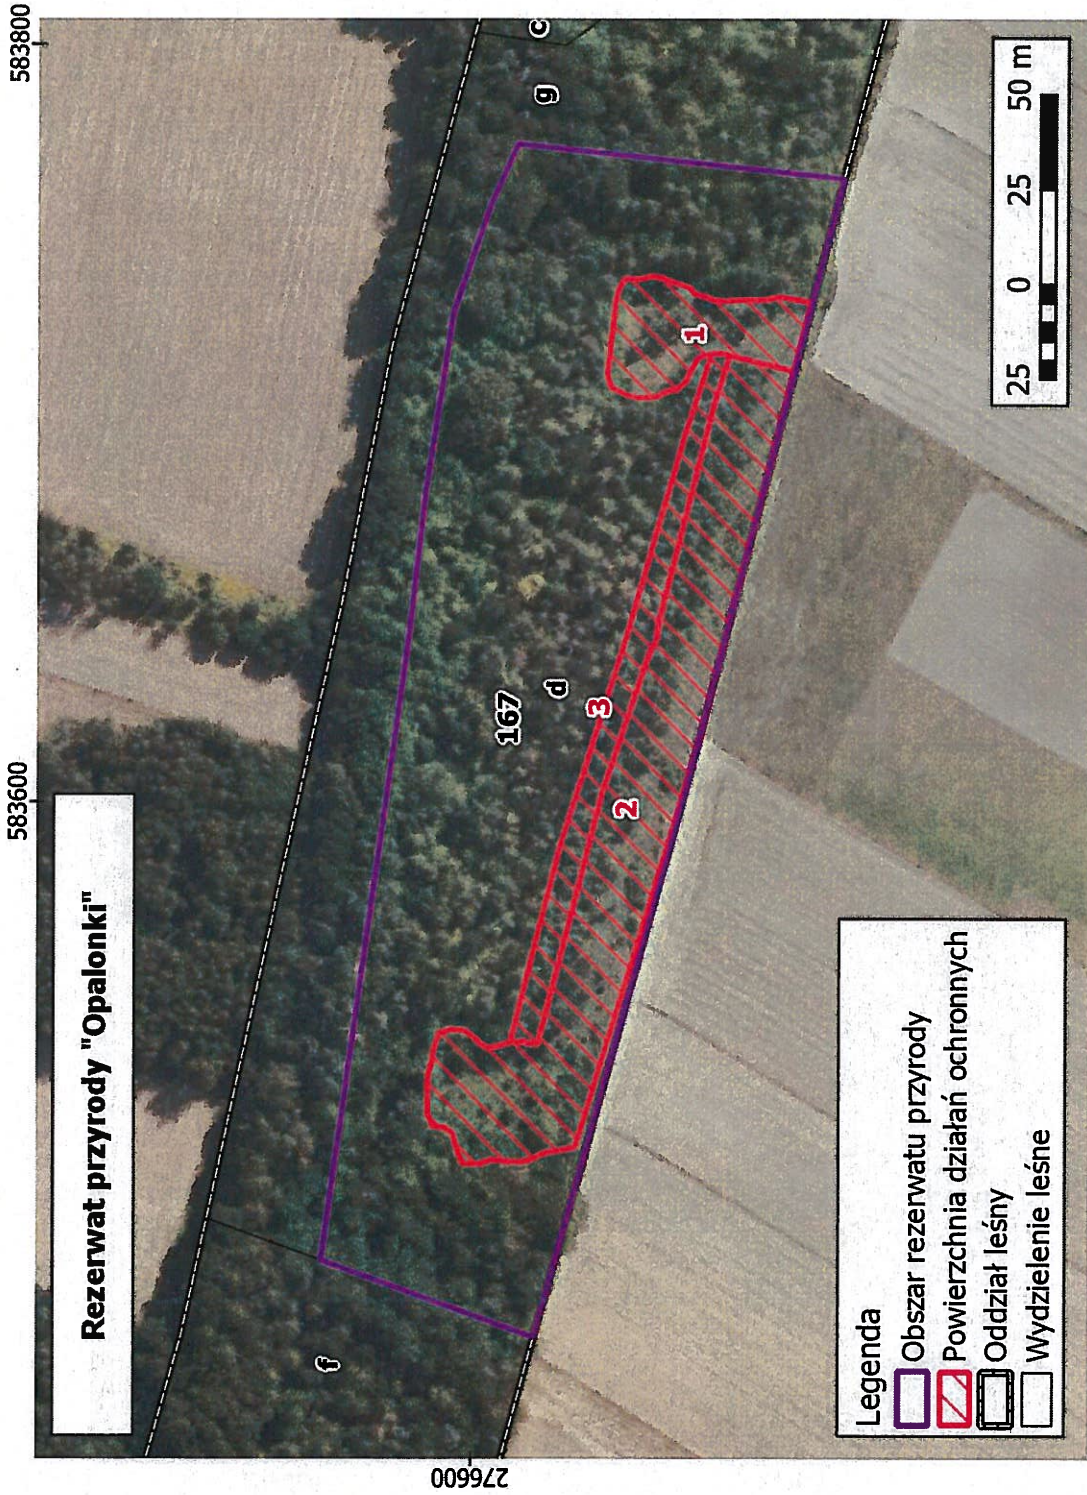 Rezerwat przyrody "Opalonki"
583600
583800
276600
f
167
d
g
c
1
2
3
Legenda
Obszar rezerwatu przyrody
Powierzchnia działań ochronnych
Oddział leśny
Wydzielenie leśne
25 0 25 50 m